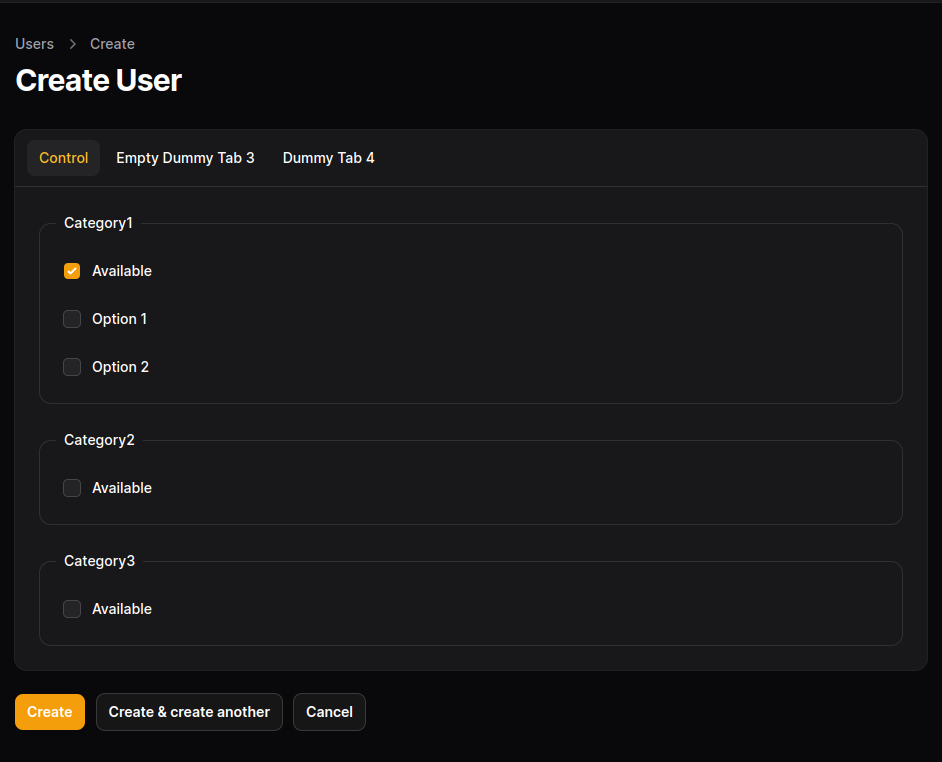 Users > Create
Create User
Control Empty Dummy Tab 3 Dummy Tab 4
Category1
Available
Option 1
Option 2
Category2
Available
Category3
Available
Create Create & create another Cancel